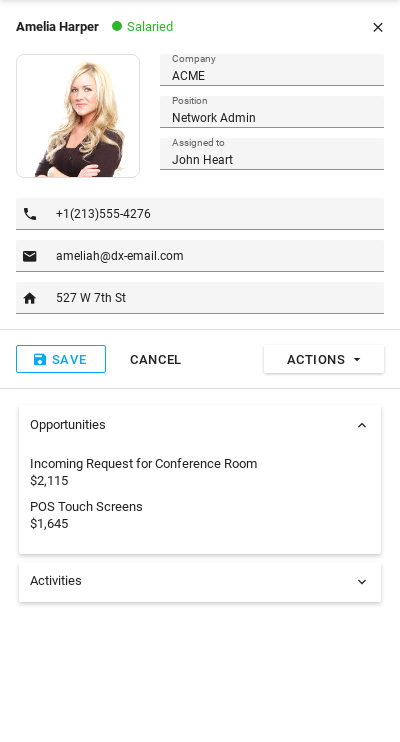 Amelia Harper Salaried
Company
ACME
Position
Network Admin
Assigned to
John Heart
+1(213)555-4276
ameliah@dx-email.com
527 W 7th St
SAVE CANCEL ACTIONS
Opportunities
Incoming Request for Conference Room
$2,115
POS Touch Screens
$1,645
Activities